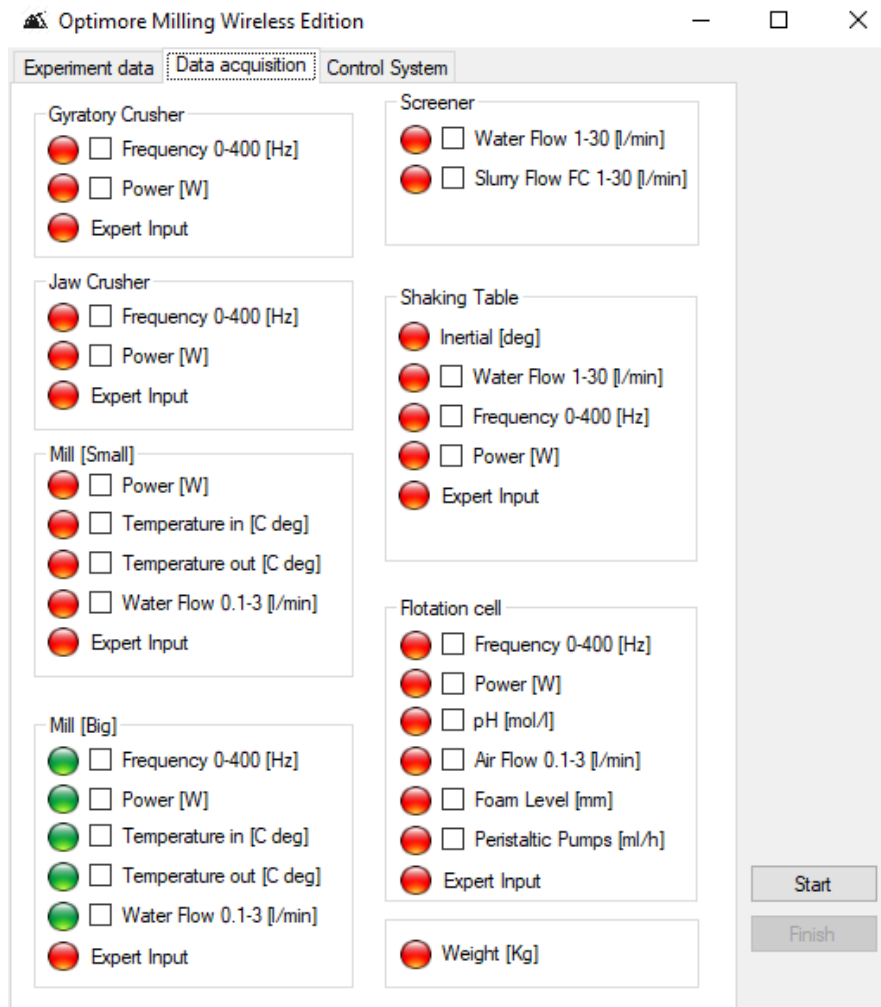 Optimore Milling Wireless Edition
Experiment data Data acquisition Control System
Gyratory Crusher
Frequency 0-400 [Hz]
Power [W]
Expert Input
Jaw Crusher
Frequency 0-400 [Hz]
Power [W]
Expert Input
Mill [Small]
Power [W]
Temperature in [C deg]
Temperature out [C deg]
Water Flow 0.1-3 [l/min]
Expert Input
Mill [Big]
Frequency 0-400 [Hz]
Power [W]
Temperature in [C deg]
Temperature out [C deg]
Water Flow 0.1-3 [l/min]
Expert Input
Screener
Water Flow 1-30 [l/min]
Slurry Flow FC 1-30 [l/min]
Shaking Table
Inertial [deg]
Water Flow 1-30 [l/min]
Frequency 0-400 [Hz]
Power [W]
Expert Input
Flotation cell
Frequency 0-400 [Hz]
Power [W]
pH [mol/l]
Air Flow 0.1-3 [l/min]
Foam Level [mm]
Peristaltic Pumps [ml/h]
Expert Input
Weight [Kg]
Start
Finish